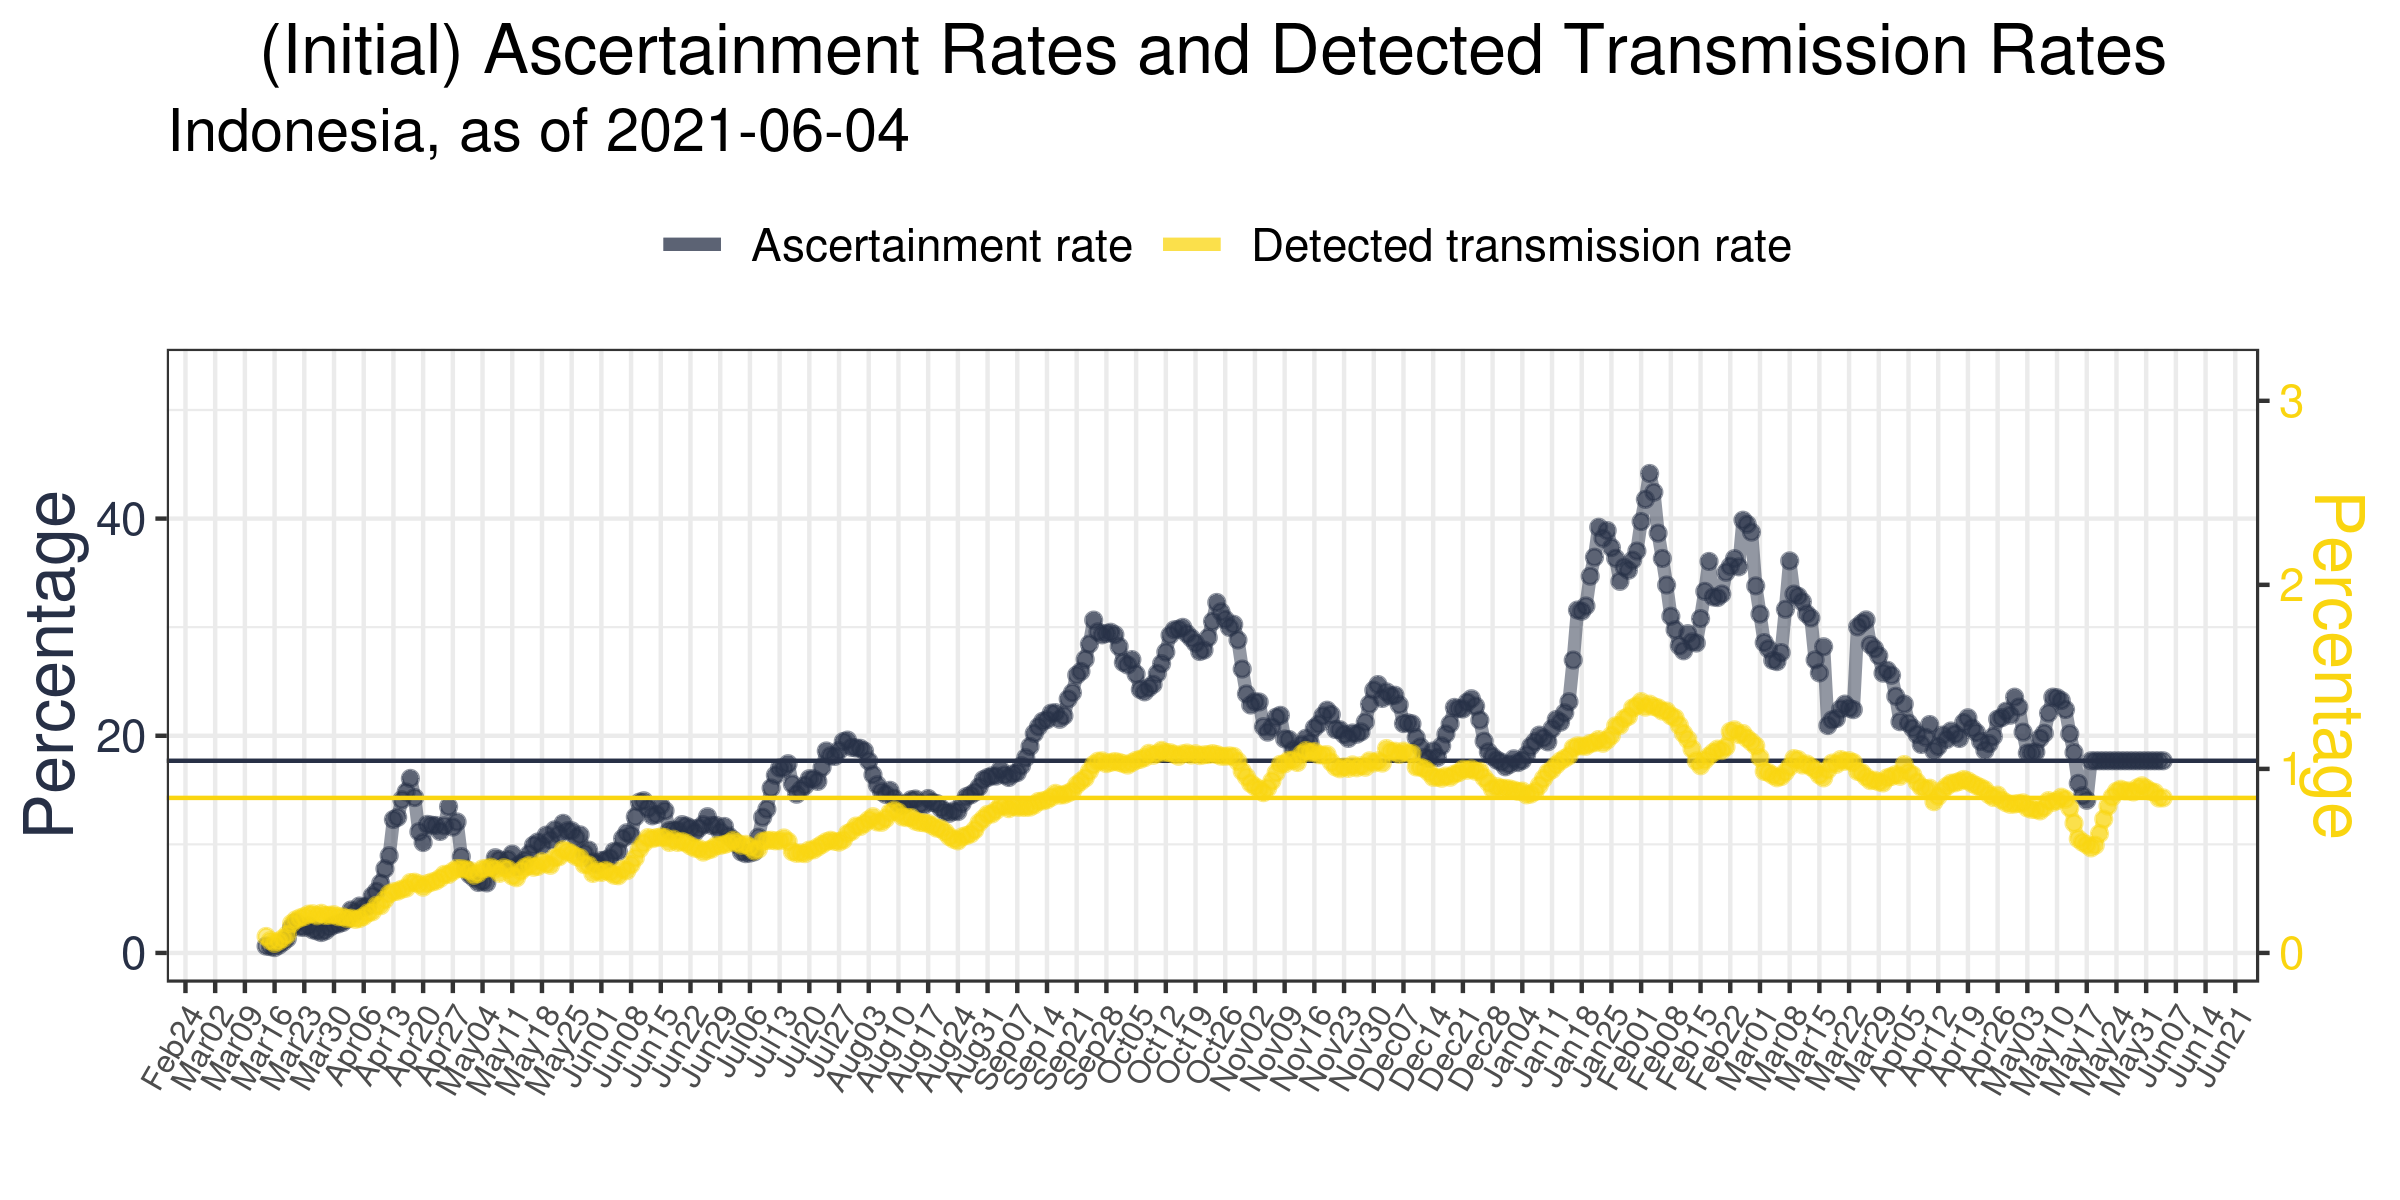 (Initial) Ascertainment Rates and Detected Transmission Rates
Indonesia, as of 2021-06-04
Ascertainment rate
Detected transmission rate
Percentage
40
20
0
3
2
1
0
Percentage
Feb24
Mar02
Mar09
Mar16
Mar23
Mar30
Apr06
Apr13
Apr20
Apr27
May04
May11
May18
May25
Jun01
Jun08
Jun15
Jun22
Jun29
Jul06
Jul13
Jul20
Jul27
Aug03
Aug10
Aug17
Aug24
Aug31
Sep07
Sep14
Sep21
Sep28
Oct05
Oct12
Oct19
Oct26
Nov02
Nov09
Nov16
Nov23
Nov30
Dec07
Dec14
Dec21
Dec28
Jan04
Jan11
Jan18
Jan25
Feb01
Feb08
Feb15
Feb22
Mar01
Mar08
Mar15
Mar22
Mar29
Apr05
Apr12
Apr19
Apr26
May03
May10
May17
May24
May31
Jun07
Jun14
Jun21